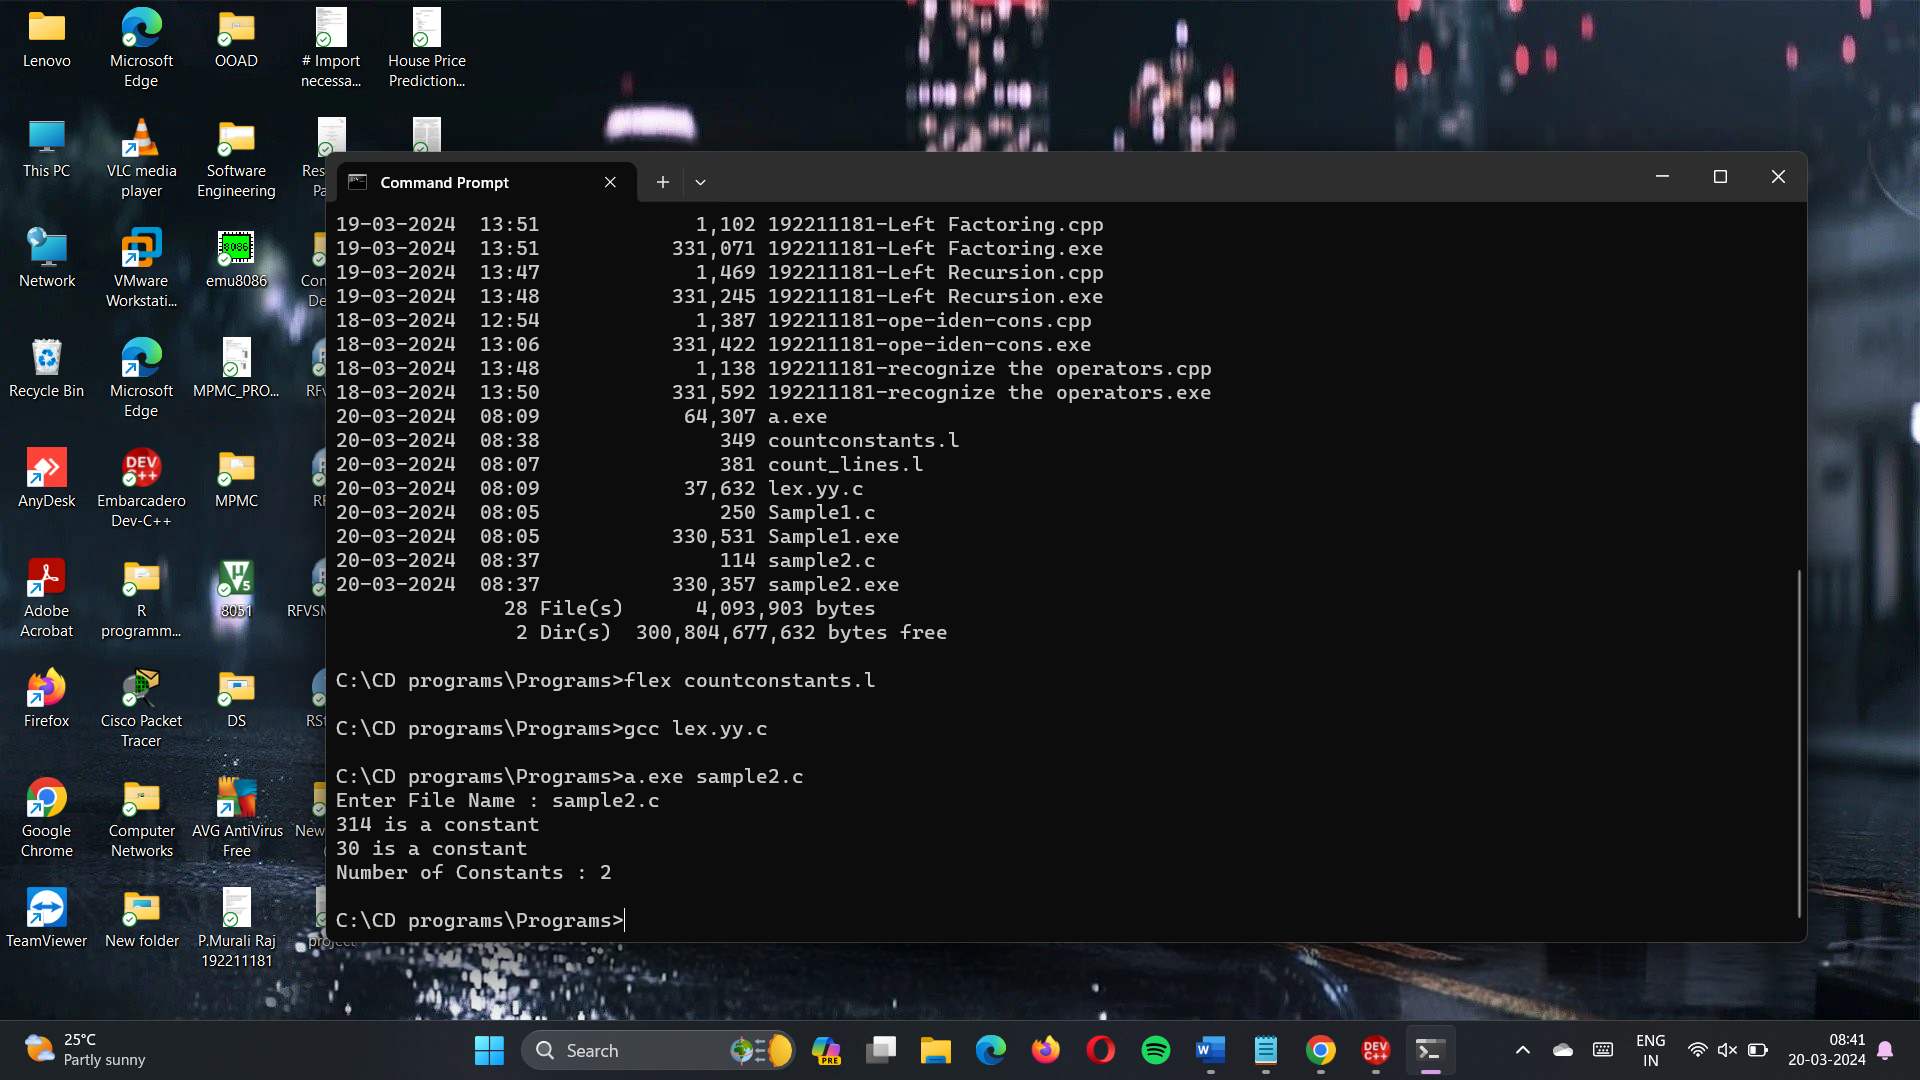 Lenovo
Microsoft
Edge
OOAD
# Import
necessa...
House Price
Prediction...
This PC
VLC media
player
Software
Engineering
Network
VMware
Workstati...
emu8086
Recycle Bin
Microsoft
Edge
MPMC_PRO...
AnyDesk
Embarcadero
Dev-C++
MPMC
Adobe
Acrobat
R
programm...
8051
Firefox
Cisco Packet
Tracer
DS
Google
Chrome
Computer
Networks
AVG AntiVirus
Free
TeamViewer
New folder
P.Murali Raj
192211181
project
Command Prompt
19-03-2024  13:51             1,102 192211181-Left Factoring.cpp
19-03-2024  13:51           331,071 192211181-Left Factoring.exe
19-03-2024  13:47             1,469 192211181-Left Recursion.cpp
19-03-2024  13:48           331,245 192211181-Left Recursion.exe
18-03-2024  12:54             1,387 192211181-ope-iden-cons.cpp
18-03-2024  13:06           331,422 192211181-ope-iden-cons.exe
18-03-2024  13:48             1,138 192211181-recognize the operators.cpp
18-03-2024  13:50           331,592 192211181-recognize the operators.exe
20-03-2024  08:09            64,307 a.exe
20-03-2024  08:38               349 countconstants.l
20-03-2024  08:07               381 count_lines.l
20-03-2024  08:09            37,632 lex.yy.c
20-03-2024  08:05               250 Sample1.c
20-03-2024  08:05           330,531 Sample1.exe
20-03-2024  08:37               114 sample2.c
20-03-2024  08:37           330,357 sample2.exe
28 File(s)      4,093,903 bytes
2 Dir(s)  300,804,677,632 bytes free
C:\CD programs\Programs>flex countconstants.l
C:\CD programs\Programs>gcc lex.yy.c
C:\CD programs\Programs>a.exe sample2.c
Enter File Name : sample2.c
314 is a constant
30 is a constant
Number of Constants : 2
C:\CD programs\Programs>
25°C
Partly sunny
Search
ENG
IN
08:41
20-03-2024